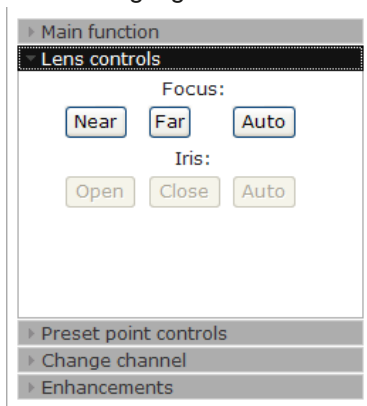 Main function
Lens controls
Focus:
Near Far Auto
Iris:
Open Close Auto
Preset point controls
Change channel
Enhancements